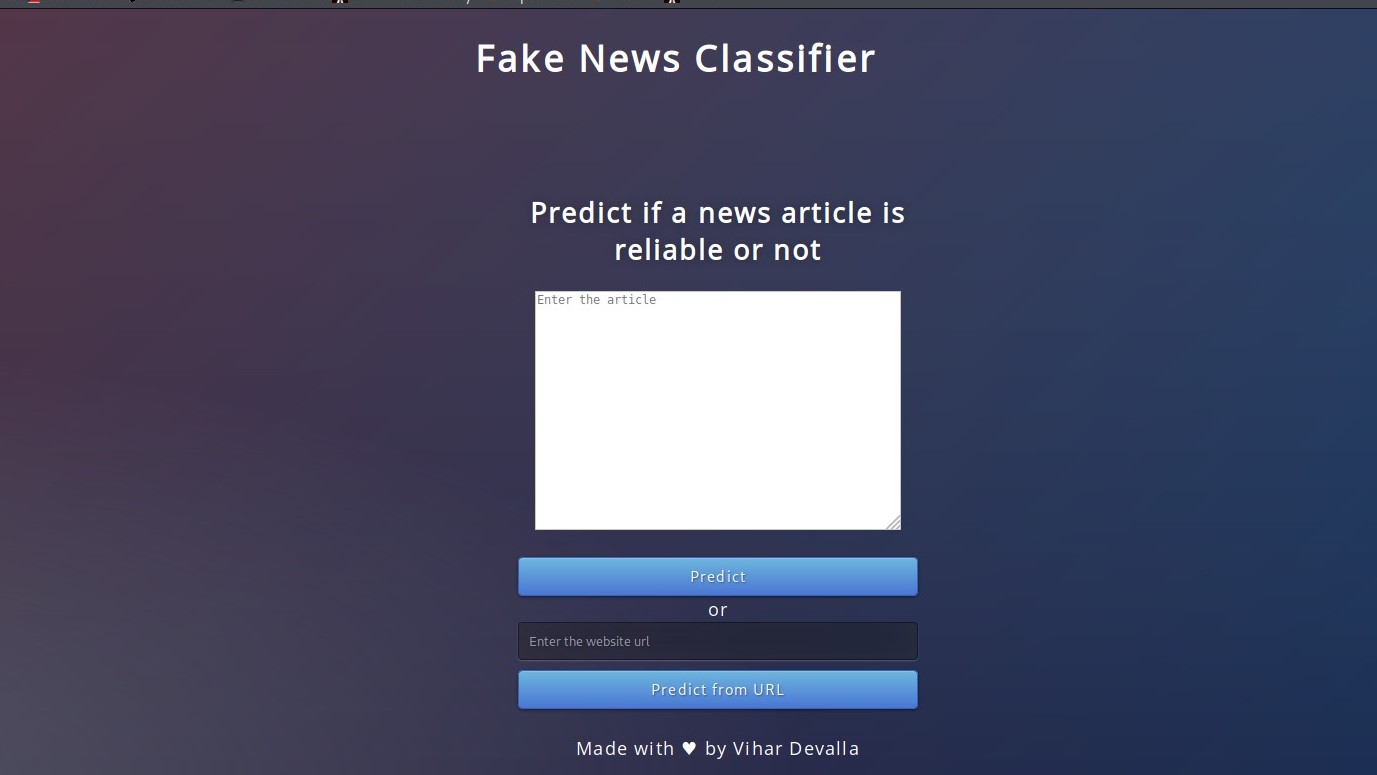 Fake News Classifier
Predict if a news article is
reliable or not
Enter the article
Predict
or
Enter the website url
Predict from URL
Made with ♥ by Vihar Devalla